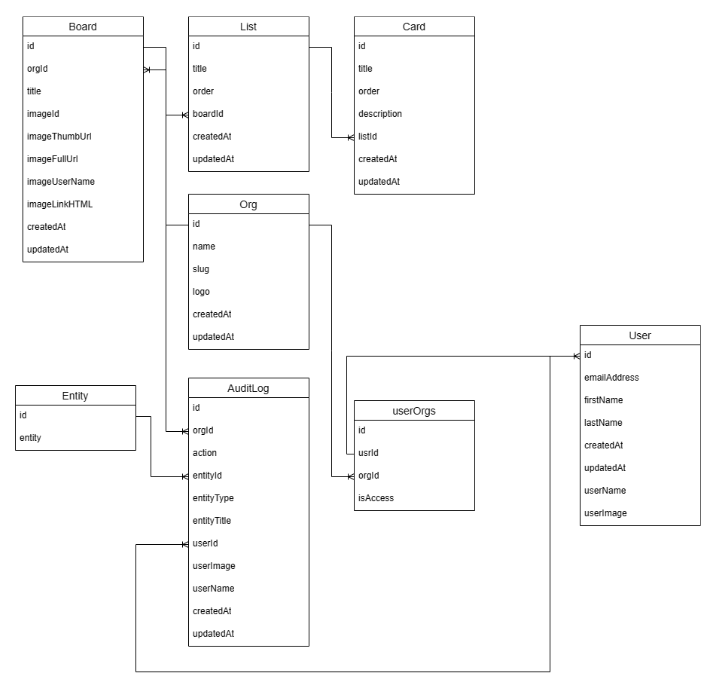 Board
id
orgId
title
imageId
imageThumbUrl
imageFullUrl
imageUserName
imageLinkHTML
createdAt
updatedAt
List
id
title
order
boardId
createdAt
updatedAt
Card
id
title
order
description
listId
createdAt
updatedAt
Org
id
name
slug
logo
createdAt
updatedAt
User
id
emailAddress
firstName
lastName
createdAt
updatedAt
userName
userImage
Entity
id
entity
AuditLog
id
orgId
action
entityId
entityType
entityTitle
userId
userImage
userName
createdAt
updatedAt
userOrgs
id
usrId
orgId
isAccess